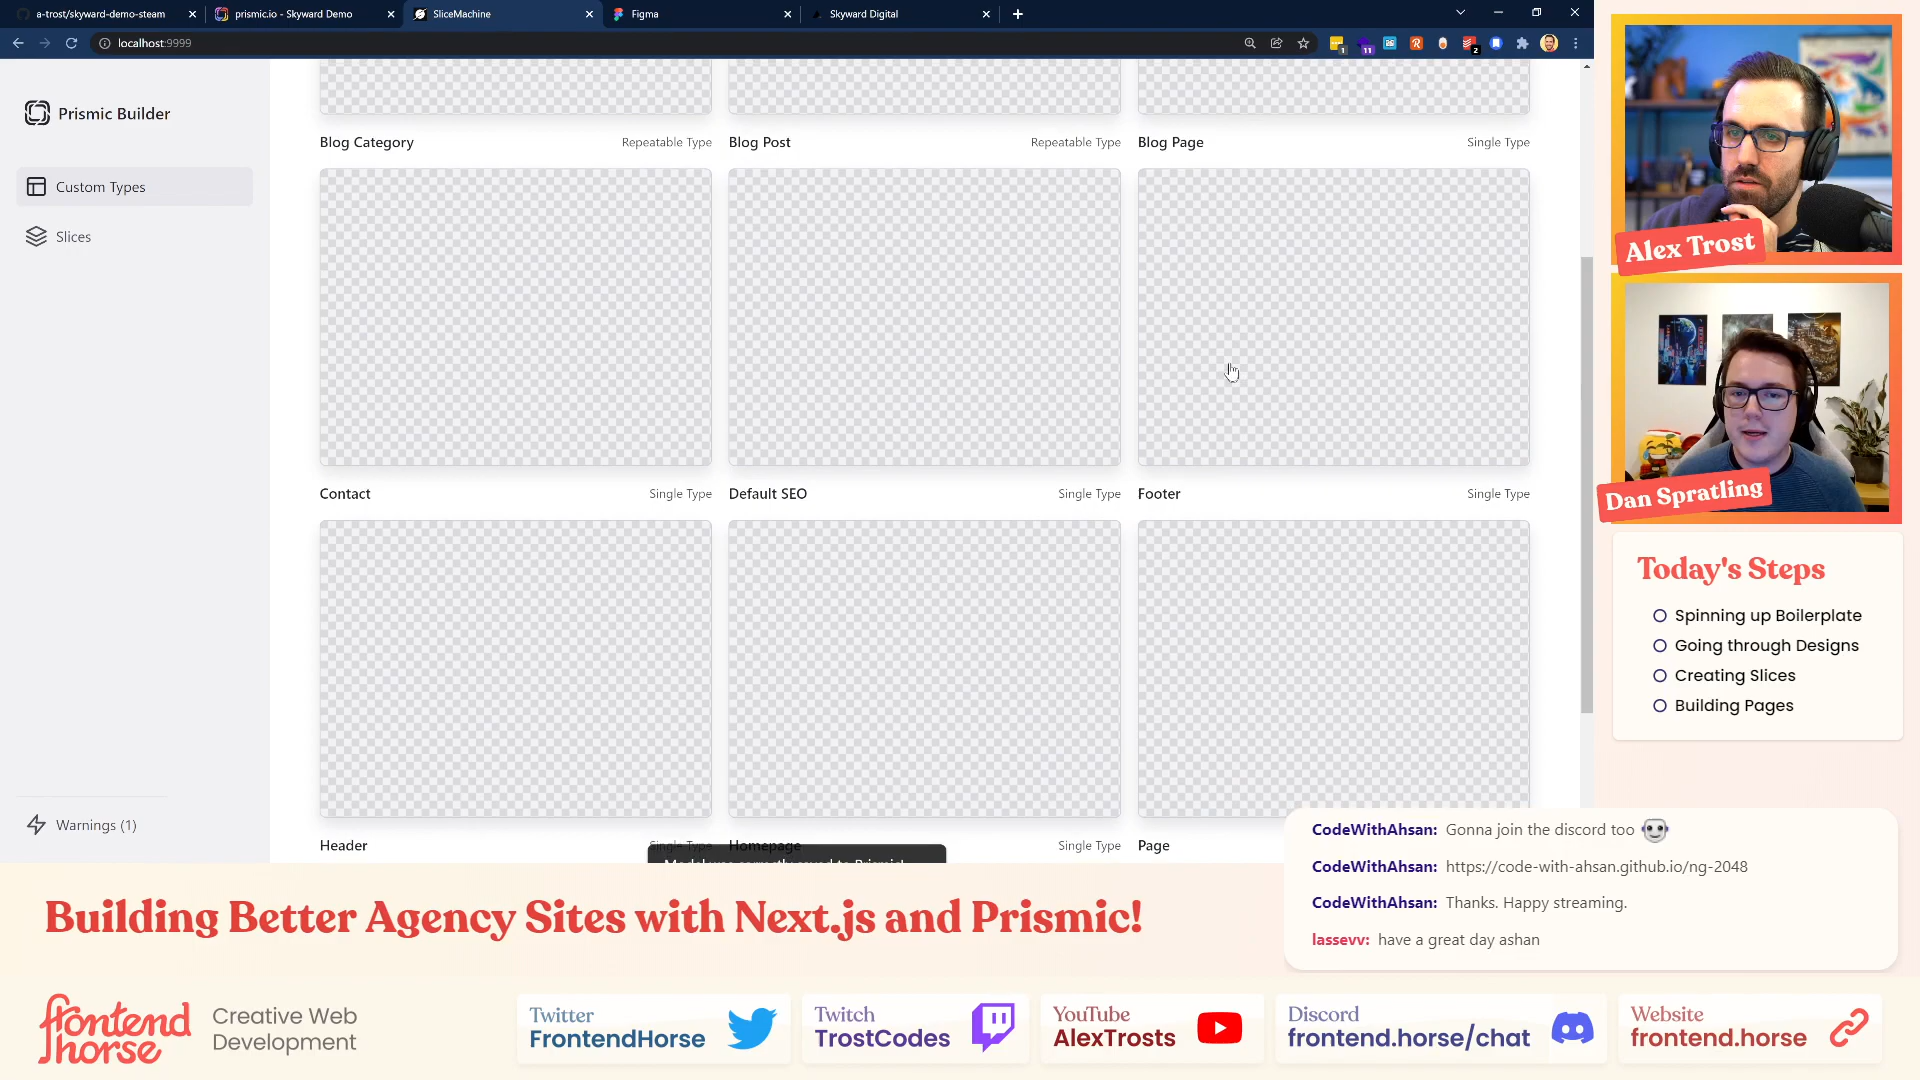 a-trost/skyward-demo-steam
prismic.io - Skyward Demo
SliceMachine
Figma
Skyward Digital
localhost:9999
1
11
2
Prismic Builder
Custom Types
Slices
Warnings (1)
Blog Category
Repeatable Type
Blog Post
Repeatable Type
Blog Page
Single Type
Contact
Single Type
Default SEO
Single Type
Footer
Single Type
Header
Single Type
Homepage
Single Type
Page
Alex Trost
Dan Spratling
Today's Steps
Spinning up Boilerplate
Going through Designs
Creating Slices
Building Pages
CodeWithAhsan: Gonna join the discord too
CodeWithAhsan: https://code-with-ahsan.github.io/ng-2048
CodeWithAhsan: Thanks. Happy streaming.
lassevv: have a great day ashan
Building Better Agency Sites with Next.js and Prismic!
frontend
horse
Creative Web
Development
Twitter
FrontendHorse
Twitch
TrostCodes
YouTube
AlexTrosts
Discord
frontend.horse/chat
Website
frontend.horse